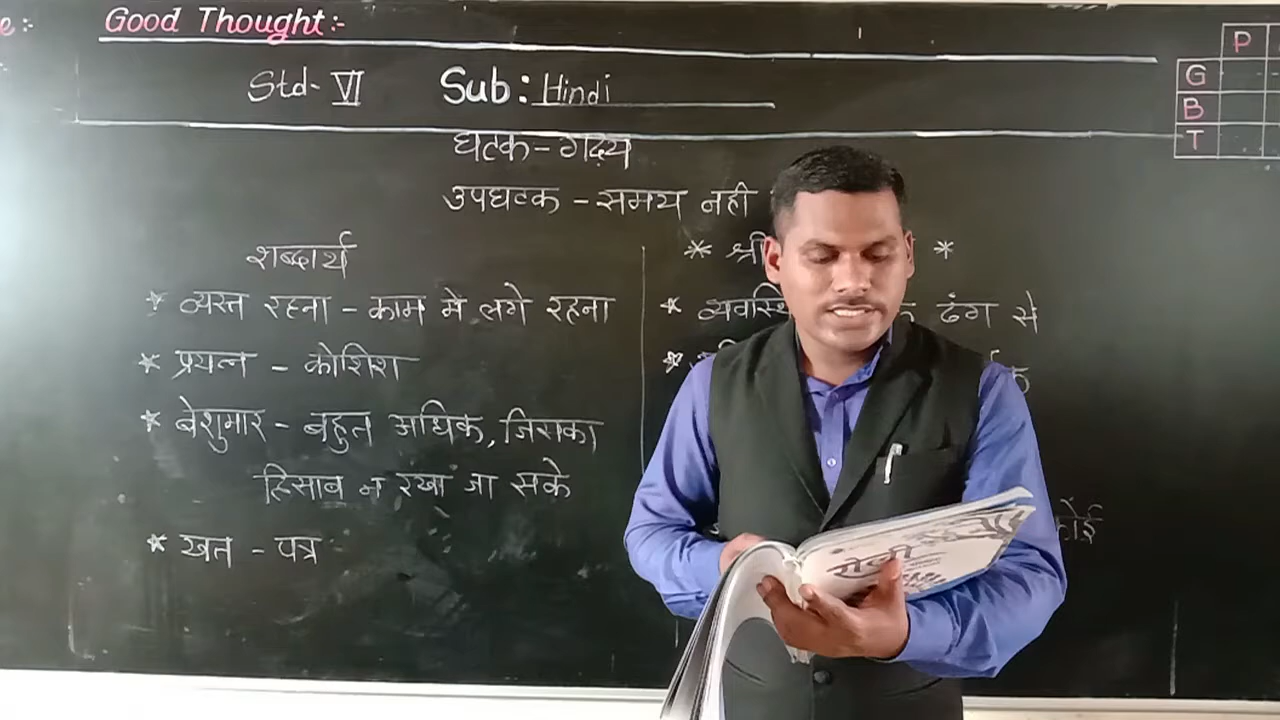 e:-
Good Thought:-
Std- VI
Sub: Hindi
P
G
B
T
घटक - गद्य
उपघटक - समय नही
शब्दार्थ
* व्यस्त रहना - काम मे लगे रहना
* प्रयत्न - कोशिश
* बेशुमार - बहुत अधिक, जिसका
हिसाब न रखा जा सके
* खत - पत्र
* श्री *
* ढंग से